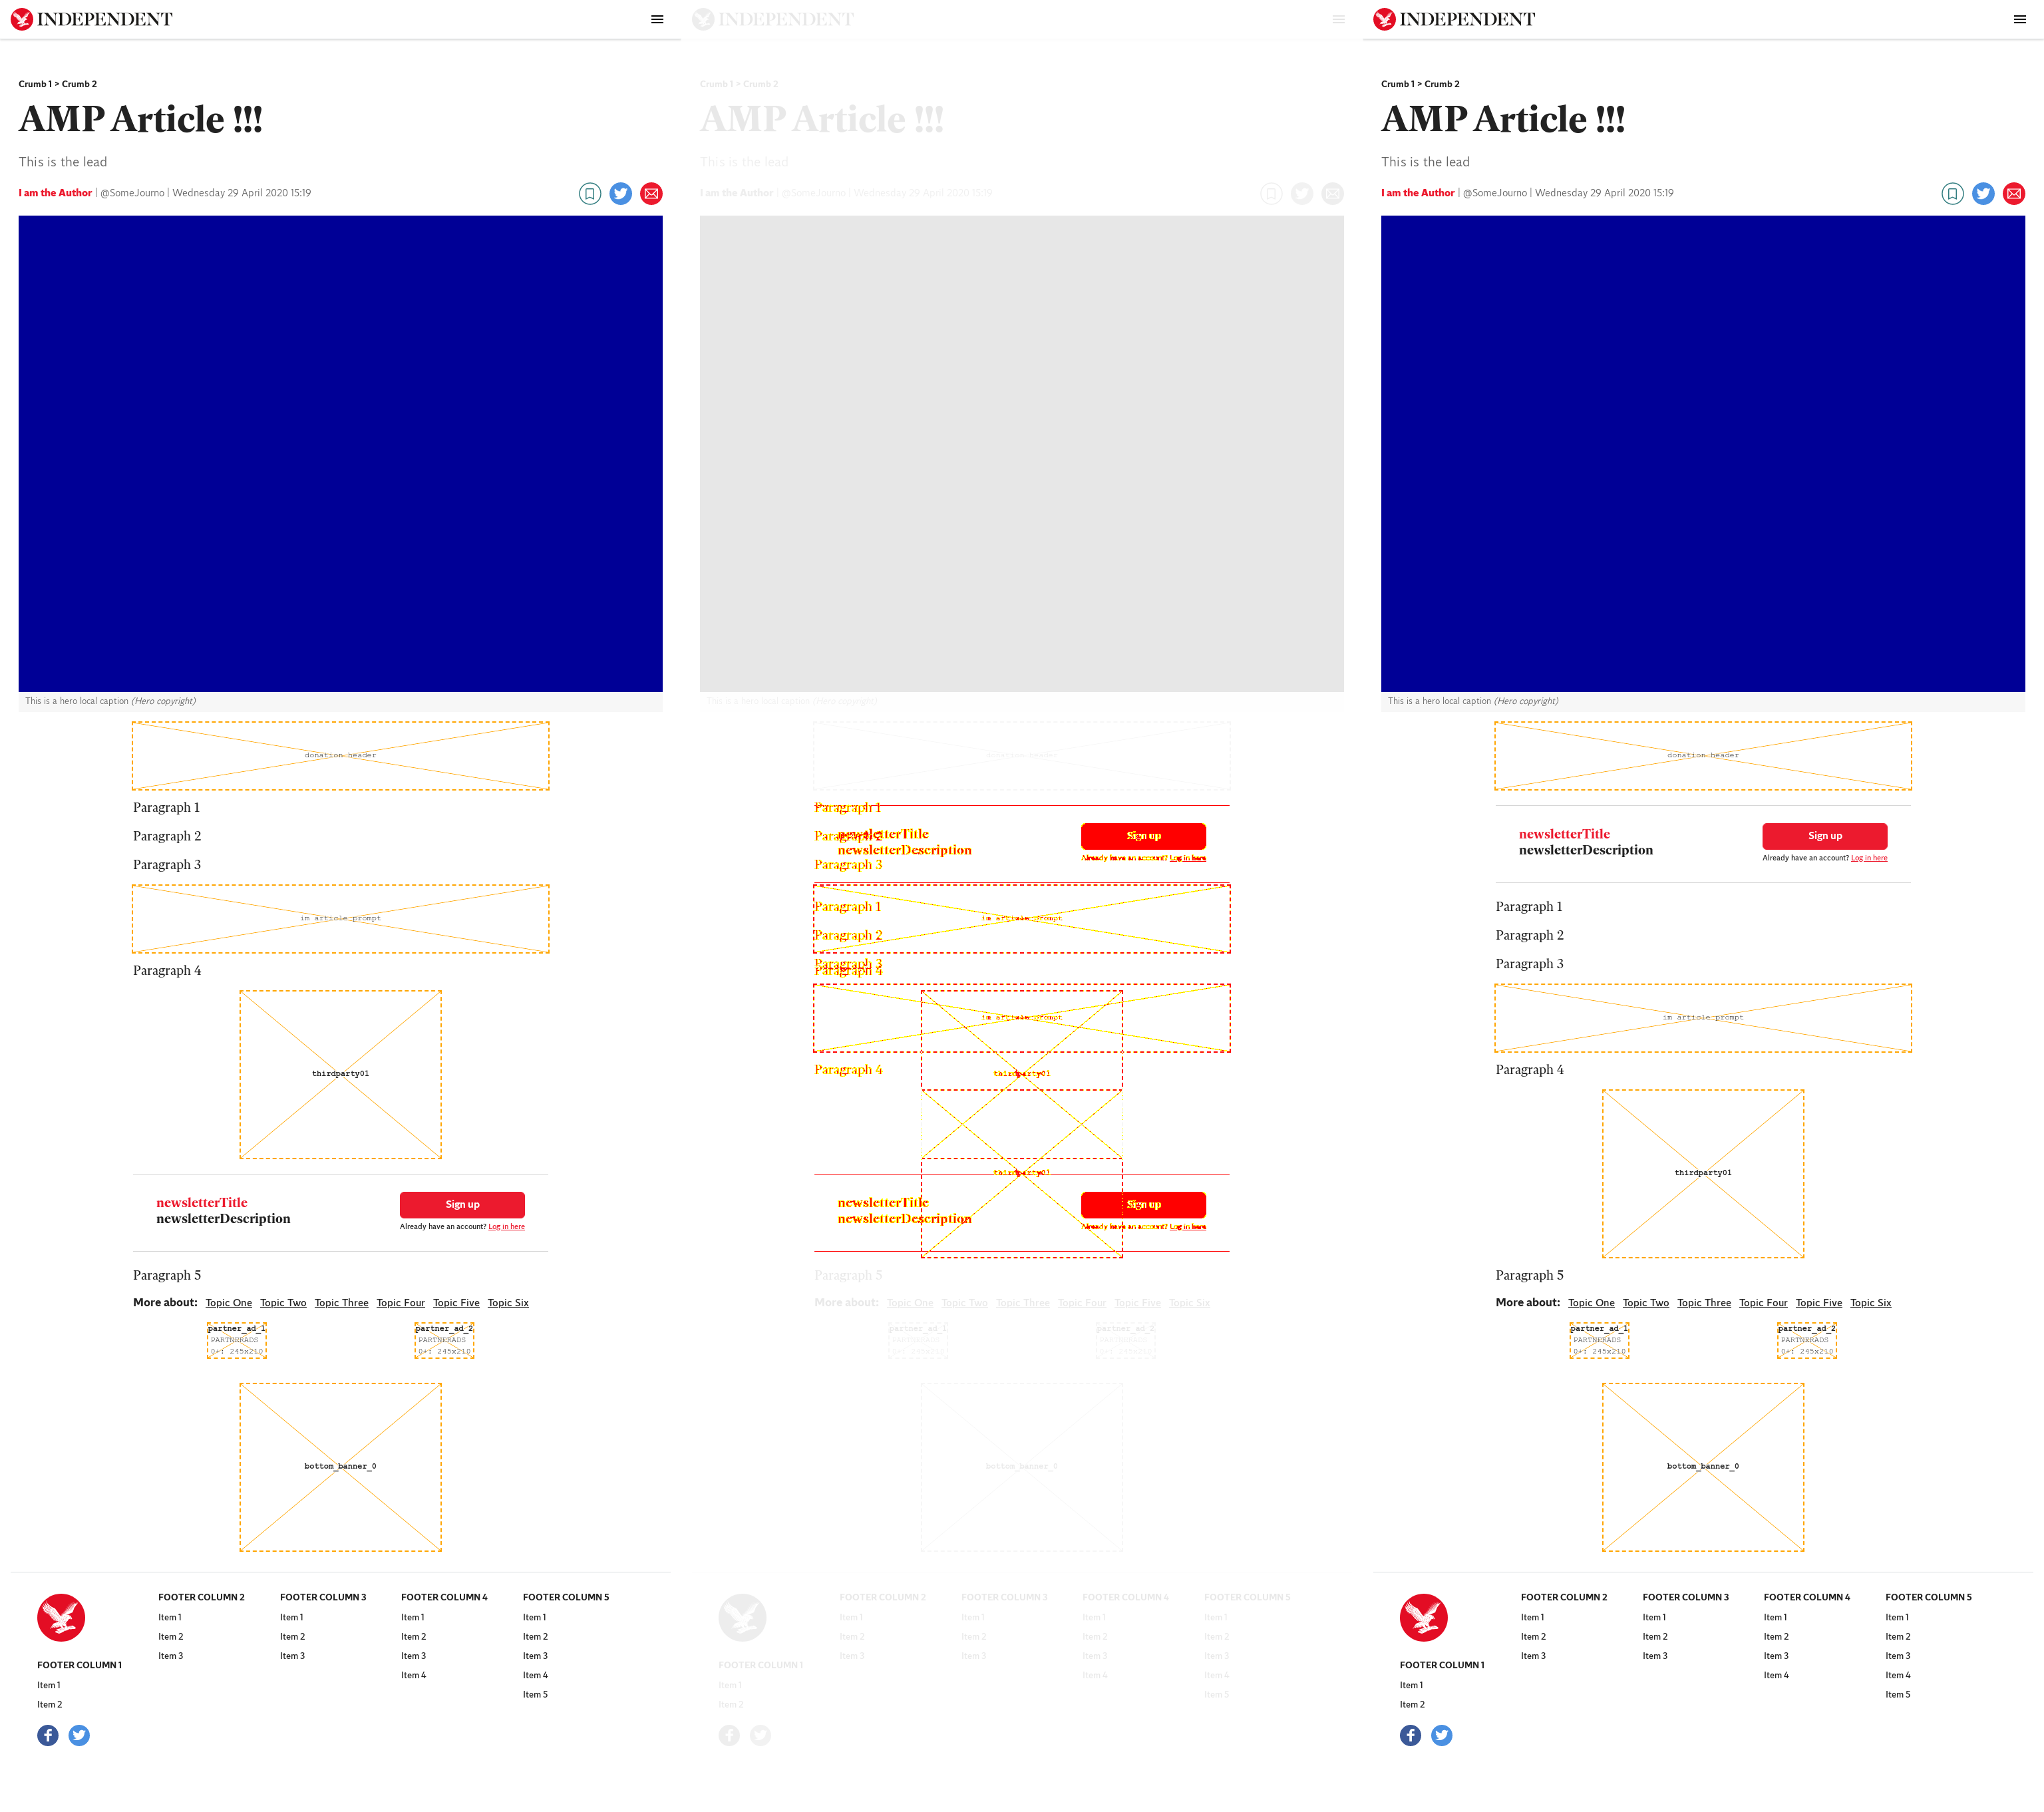 INDEPENDENT
Crumb 1 > Crumb 2
AMP Article !!!
This is the lead
I am the Author | @SomeJourno | Wednesday 29 April 2020 15:19
This is a hero local caption (Hero copyright)
donation header
Paragraph 1
Paragraph 2
Paragraph 3
im article prompt
Paragraph 4
thirdparty01
newsletterTitle
newsletterDescription
Sign up
Already have an account? Log in here
Paragraph 5
More about: Topic One Topic Two Topic Three Topic Four Topic Five Topic Six
partner_ad_1
PARTNERADS
0+: 245x210
partner_ad_2
PARTNERADS
0+: 245x210
bottom_banner_0
FOOTER COLUMN 1
Item 1
Item 2
FOOTER COLUMN 2
Item 1
Item 2
Item 3
FOOTER COLUMN 3
Item 1
Item 2
Item 3
FOOTER COLUMN 4
Item 1
Item 2
Item 3
Item 4
FOOTER COLUMN 5
Item 1
Item 2
Item 3
Item 4
Item 5
INDEPENDENT
Crumb 1 > Crumb 2
AMP Article !!!
This is the lead
I am the Author | @SomeJourno | Wednesday 29 April 2020 15:19
This is a hero local caption (Hero copyright)
donation header
Paragraph 1
Paragraph 2
newsletterTitle
newsletterDescription
Sign up
Already have an account? Log in here
Paragraph 3
im article prompt
Paragraph 1
Paragraph 2
Paragraph 3
Paragraph 4
im article prompt
Paragraph 4
thirdparty01
thirdparty01
newsletterTitle
newsletterDescription
Sign up
Already have an account? Log in here
Paragraph 5
More about: Topic One Topic Two Topic Three Topic Four Topic Five Topic Six
partner_ad_1
partner_ad_2
bottom_banner_0
FOOTER COLUMN 1
Item 1
Item 2
FOOTER COLUMN 2
Item 1
Item 2
Item 3
FOOTER COLUMN 3
Item 1
Item 2
Item 3
FOOTER COLUMN 4
Item 1
Item 2
Item 3
Item 4
FOOTER COLUMN 5
Item 1
Item 2
Item 3
Item 4
Item 5
INDEPENDENT
Crumb 1 > Crumb 2
AMP Article !!!
This is the lead
I am the Author | @SomeJourno | Wednesday 29 April 2020 15:19
This is a hero local caption (Hero copyright)
donation header
newsletterTitle
newsletterDescription
Sign up
Already have an account? Log in here
Paragraph 1
Paragraph 2
Paragraph 3
im article prompt
Paragraph 4
thirdparty01
Paragraph 5
More about: Topic One Topic Two Topic Three Topic Four Topic Five Topic Six
partner_ad_1
PARTNERADS
0+: 245x210
partner_ad_2
PARTNERADS
0+: 245x210
bottom_banner_0
FOOTER COLUMN 1
Item 1
Item 2
FOOTER COLUMN 2
Item 1
Item 2
Item 3
FOOTER COLUMN 3
Item 1
Item 2
Item 3
FOOTER COLUMN 4
Item 1
Item 2
Item 3
Item 4
FOOTER COLUMN 5
Item 1
Item 2
Item 3
Item 4
Item 5